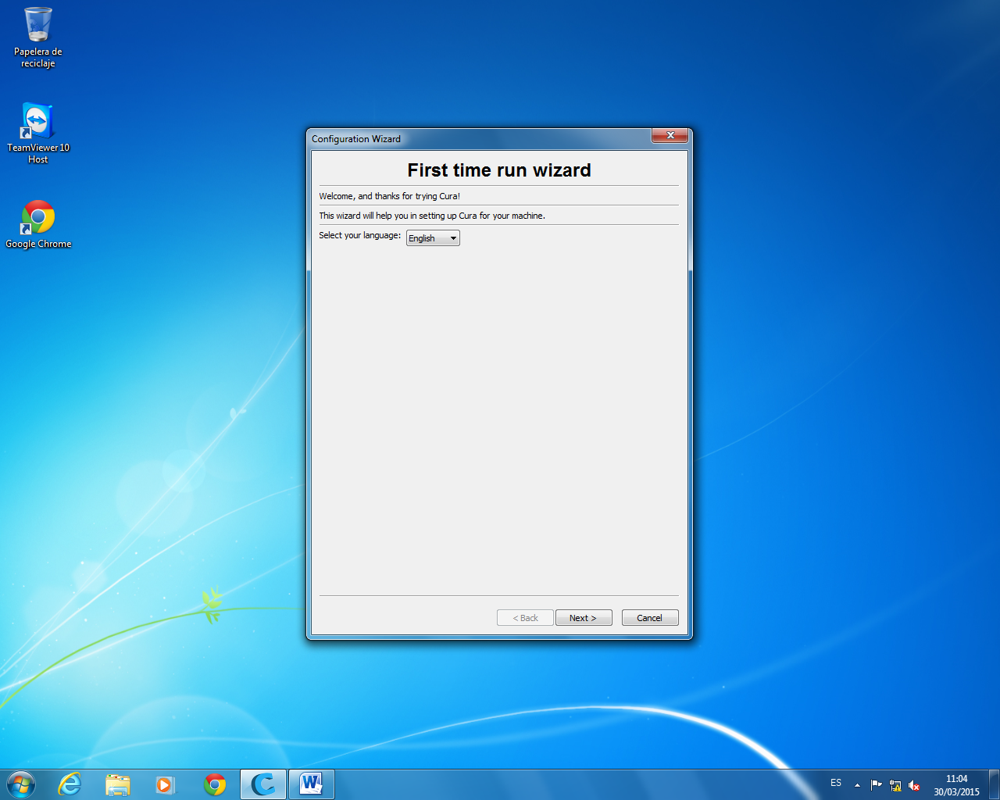 Papelera de
reciclaje
TeamViewer 10
Host
Google Chrome
Configuration Wizard
First time run wizard
Welcome, and thanks for trying Cura!
This wizard will help you in setting up Cura for your machine.
Select your language: English
< Back Next > Cancel
ES
11:04
30/03/2015